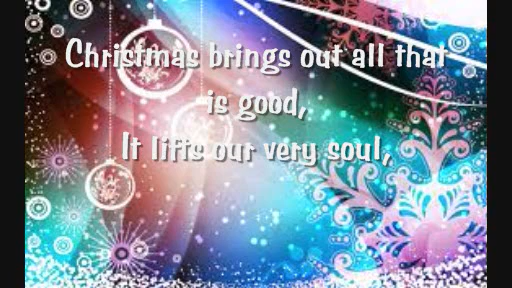 Christmas brings out all that
is good,
It lifts our very soul,